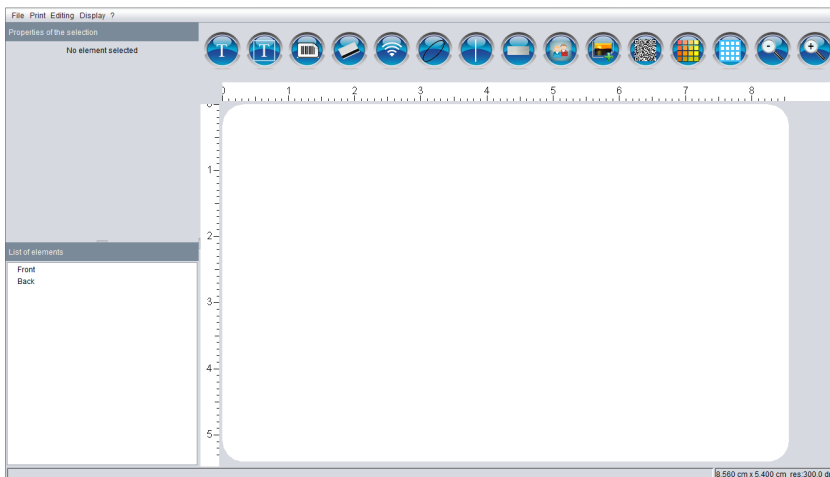 File Print Editing Display ?
Properties of the selection
No element selected
T T
0 1 2 3 4 5 6 7 8
0
1
2
3
4
5
List of elements
Front
Back
8.560 cm x 5.400 cm res:300.0 d